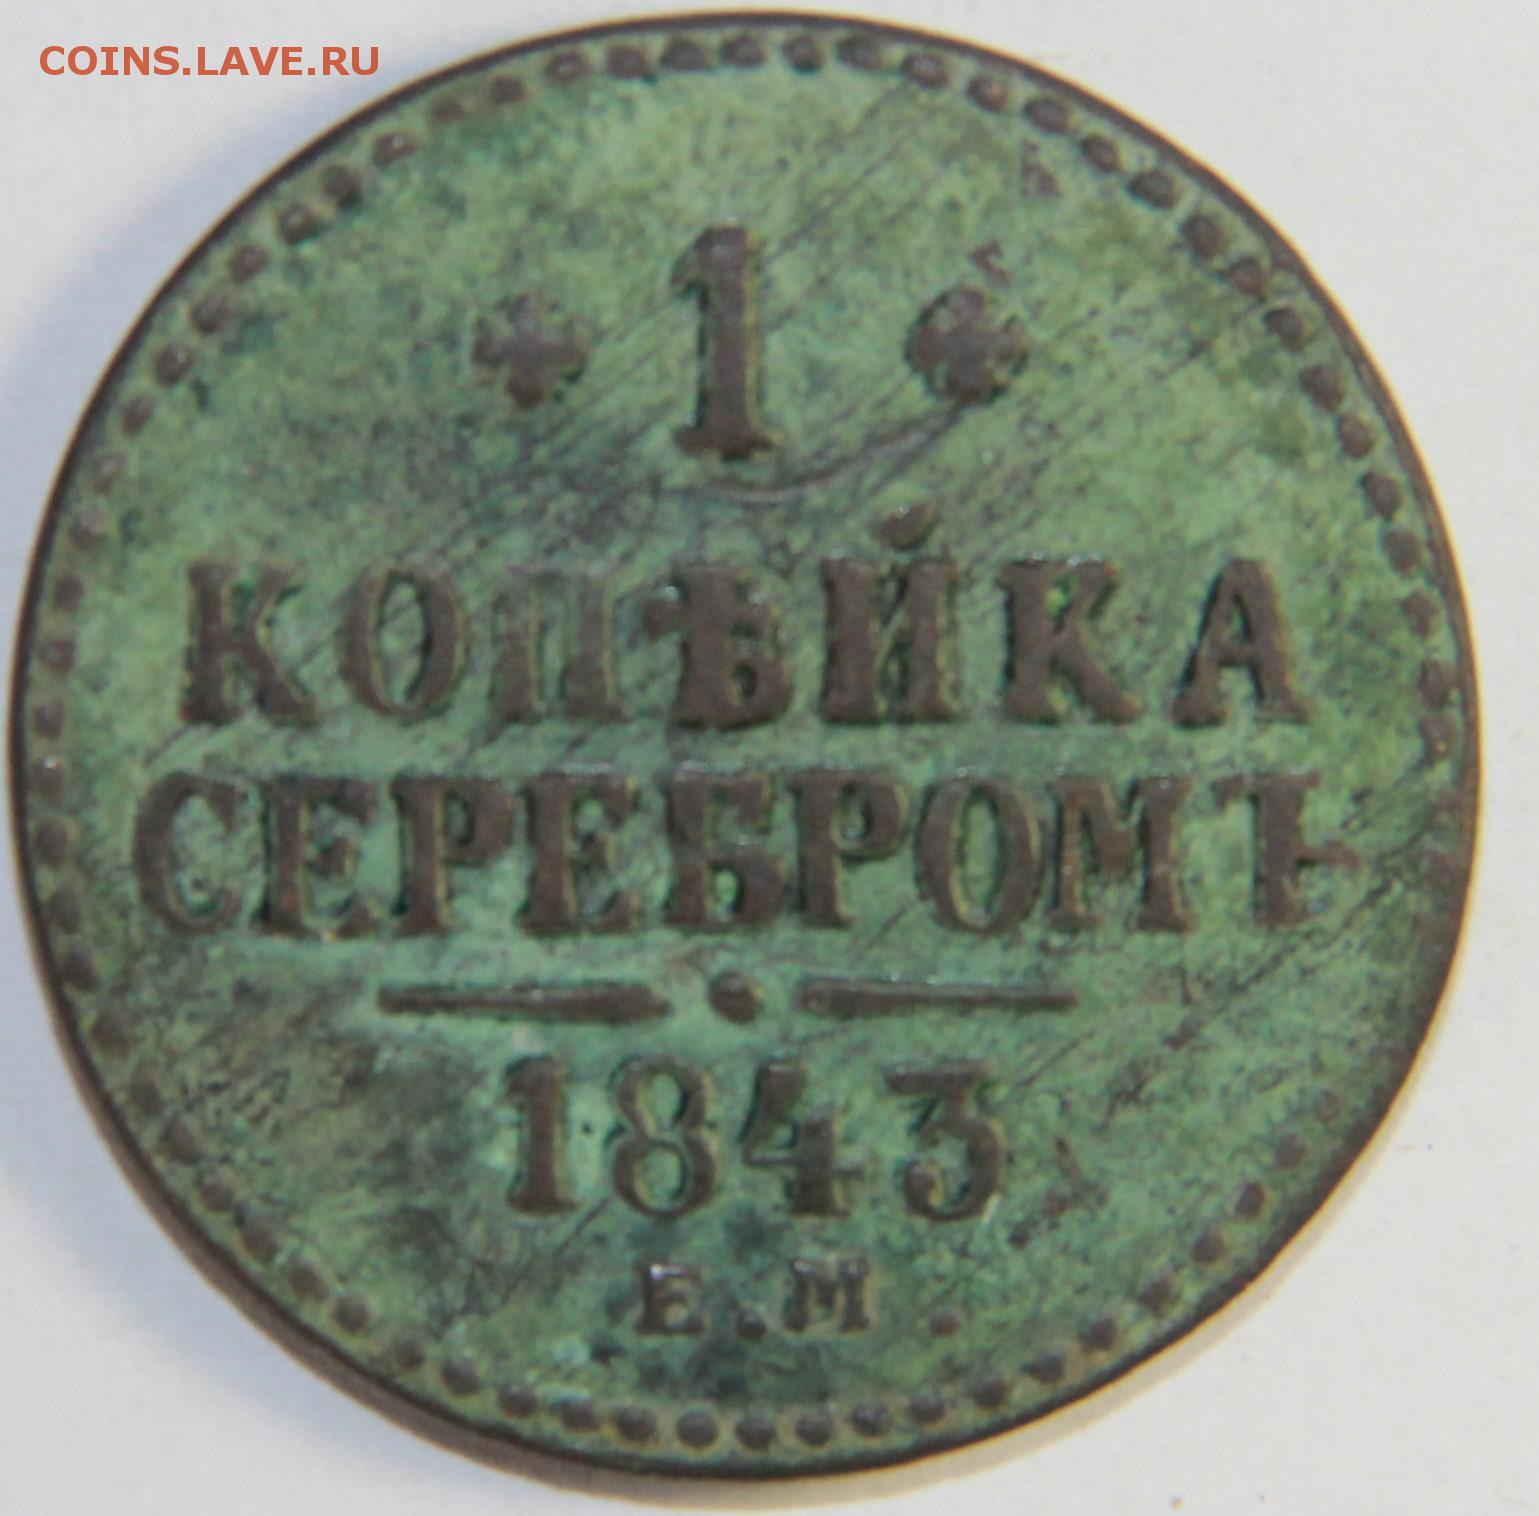 COINS.LAVE.RU
1
КОПѢЙКА
СЕРЕБРОМЪ
1843
Е.М.